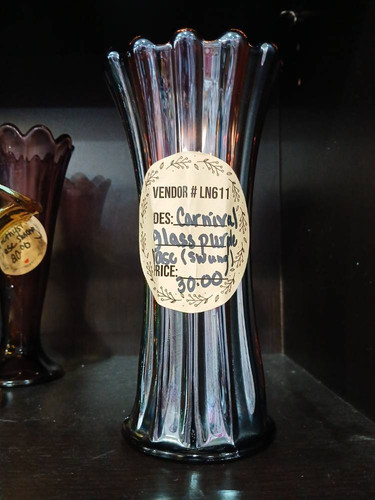 VENDOR # LN611
DES: Carnival
glass purple
Vase (swung)
PRICE:
30.00